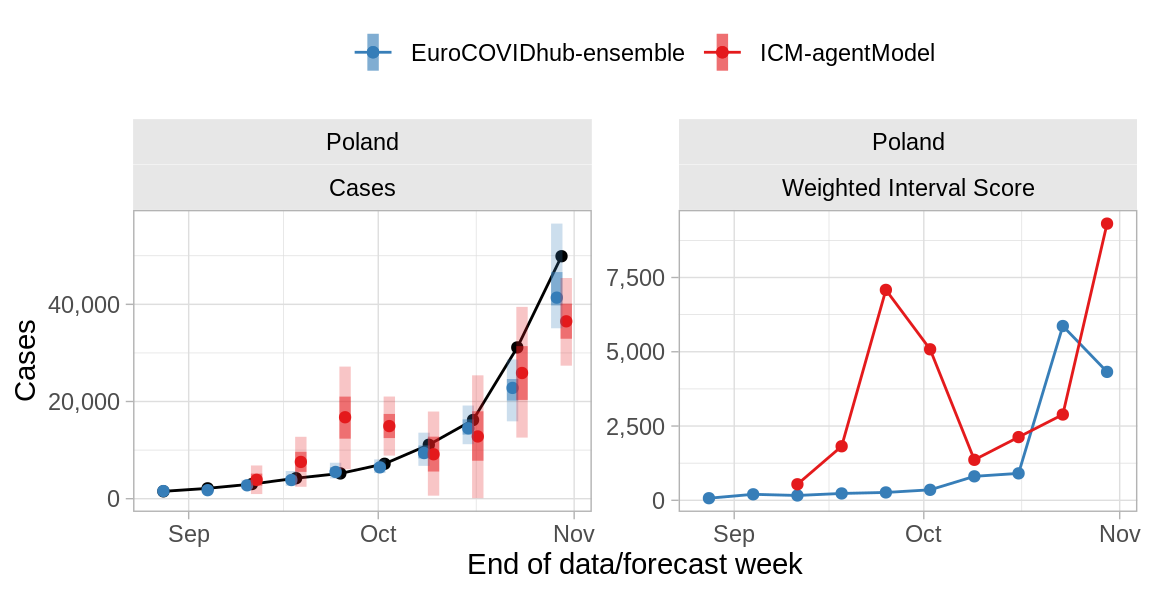 EuroCOVIDhub-ensemble ICM-agentModel
Poland
Cases
Poland
Weighted Interval Score
Cases
40,000
20,000
0
Sep Oct Nov
7,500
5,000
2,500
0
Sep Oct Nov
End of data/forecast week